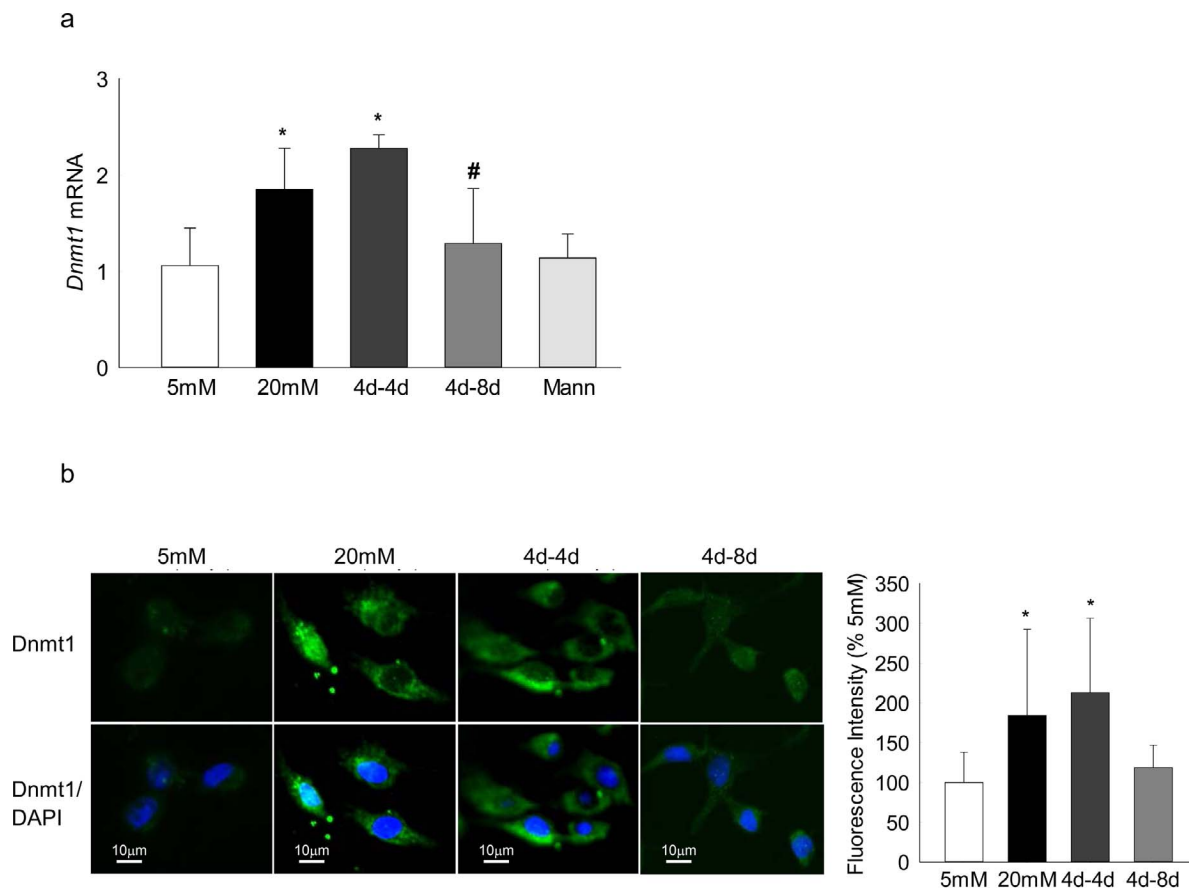 a
3
2
1
0
Dnmt1 mRNA
*
*
#
5mM 20mM 4d-4d 4d-8d Mann
b
5mM 20mM 4d-4d 4d-8d
Dnmt1
Dnmt1/
DAPI
10μm 10μm 10μm 10μm
Fluorescence Intensity (% 5mM)
350
300
250
200
150
100
50
0
*
*
5mM 20mM 4d-4d 4d-8d